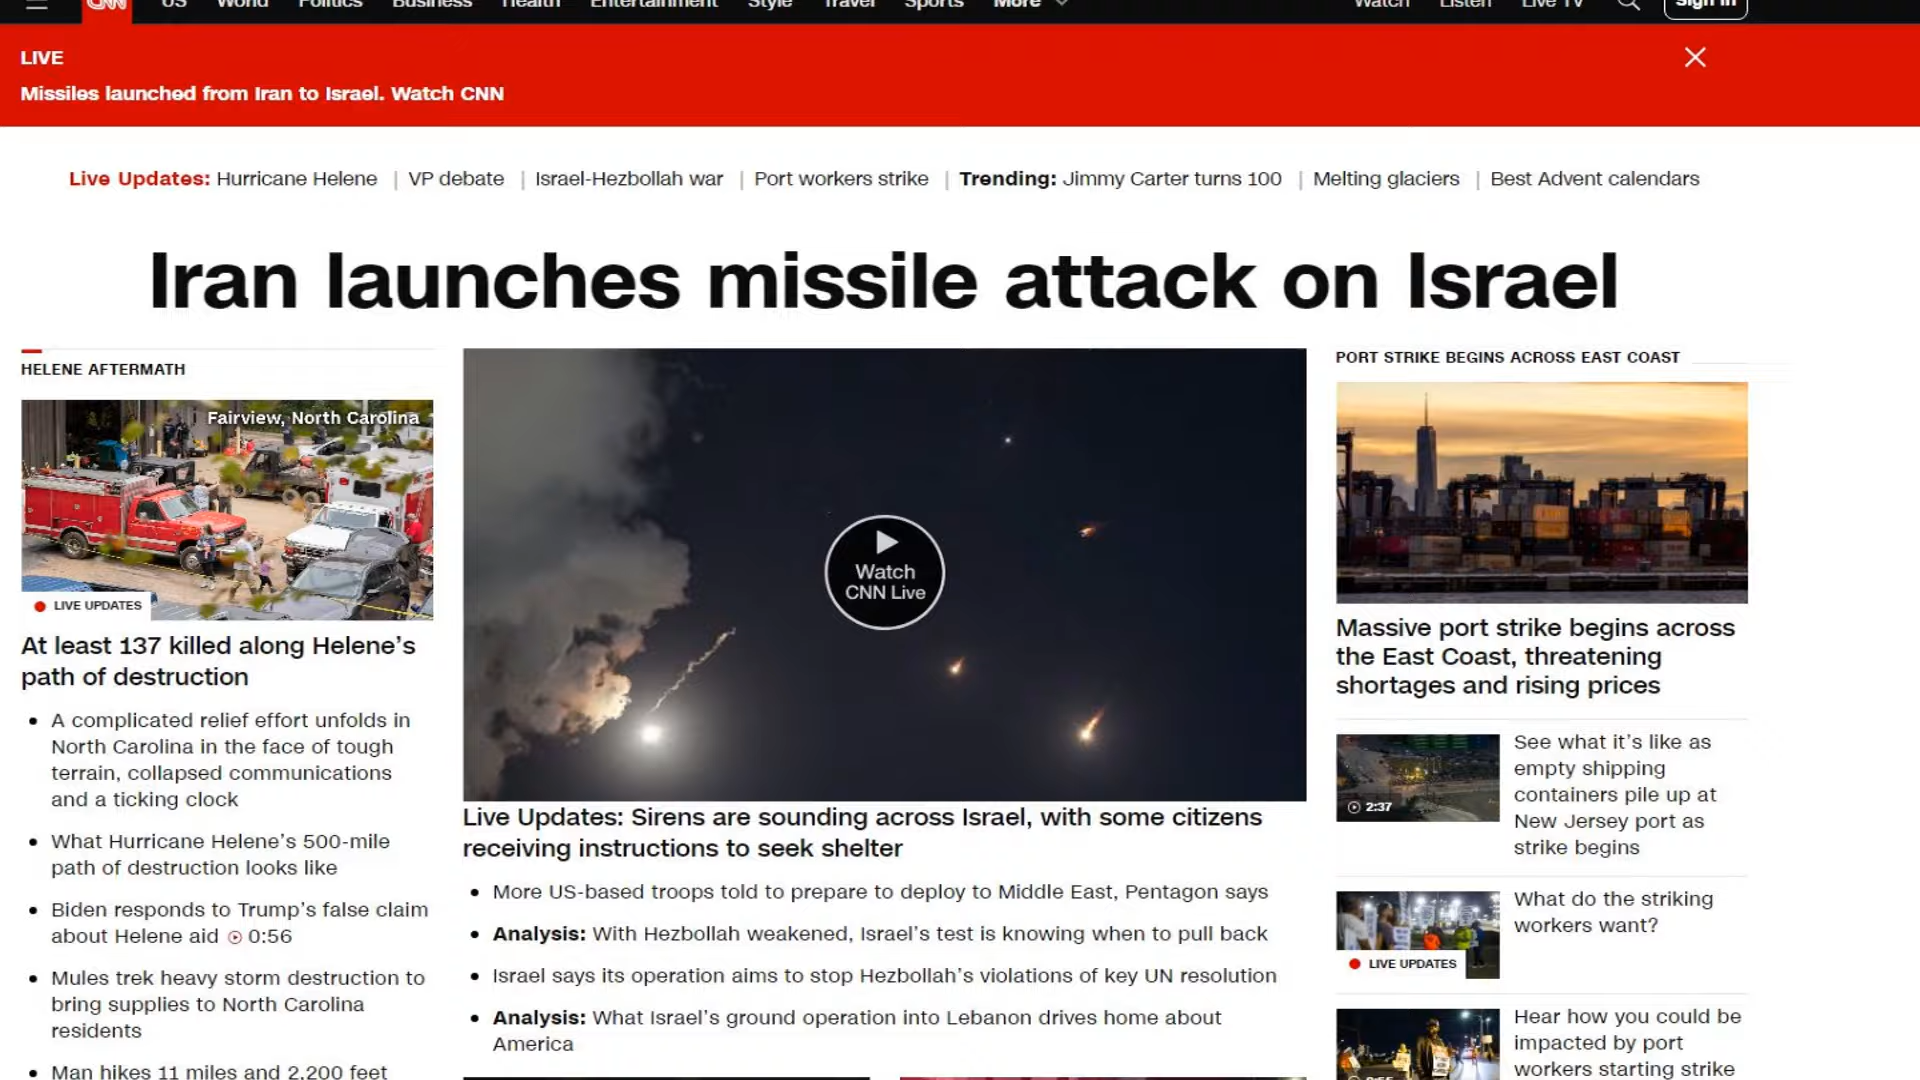 CNN
US World Politics Business Health Entertainment Style Travel Sports More Watch Listen Live TV Sign in
LIVE
Missiles launched from Iran to Israel. Watch CNN
Live Updates: Hurricane Helene | VP debate | Israel-Hezbollah war | Port workers strike | Trending: Jimmy Carter turns 100 | Melting glaciers | Best Advent calendars
Iran launches missile attack on Israel
HELENE AFTERMATH
Fairview, North Carolina
LIVE UPDATES
At least 137 killed along Helene's
path of destruction
A complicated relief effort unfolds in
North Carolina in the face of tough
terrain, collapsed communications
and a ticking clock
What Hurricane Helene's 500-mile
path of destruction looks like
Biden responds to Trump's false claim
about Helene aid 0:56
Mules trek heavy storm destruction to
bring supplies to North Carolina
residents
Man hikes 11 miles and 2,200 feet
Watch
CNN Live
Live Updates: Sirens are sounding across Israel, with some citizens
receiving instructions to seek shelter
More US-based troops told to prepare to deploy to Middle East, Pentagon says
Analysis: With Hezbollah weakened, Israel's test is knowing when to pull back
Israel says its operation aims to stop Hezbollah's violations of key UN resolution
Analysis: What Israel's ground operation into Lebanon drives home about
America
PORT STRIKE BEGINS ACROSS EAST COAST
Massive port strike begins across
the East Coast, threatening
shortages and rising prices
2:37
See what it's like as
empty shipping
containers pile up at
New Jersey port as
strike begins
What do the striking
workers want?
LIVE UPDATES
Hear how you could be
impacted by port
workers starting strike